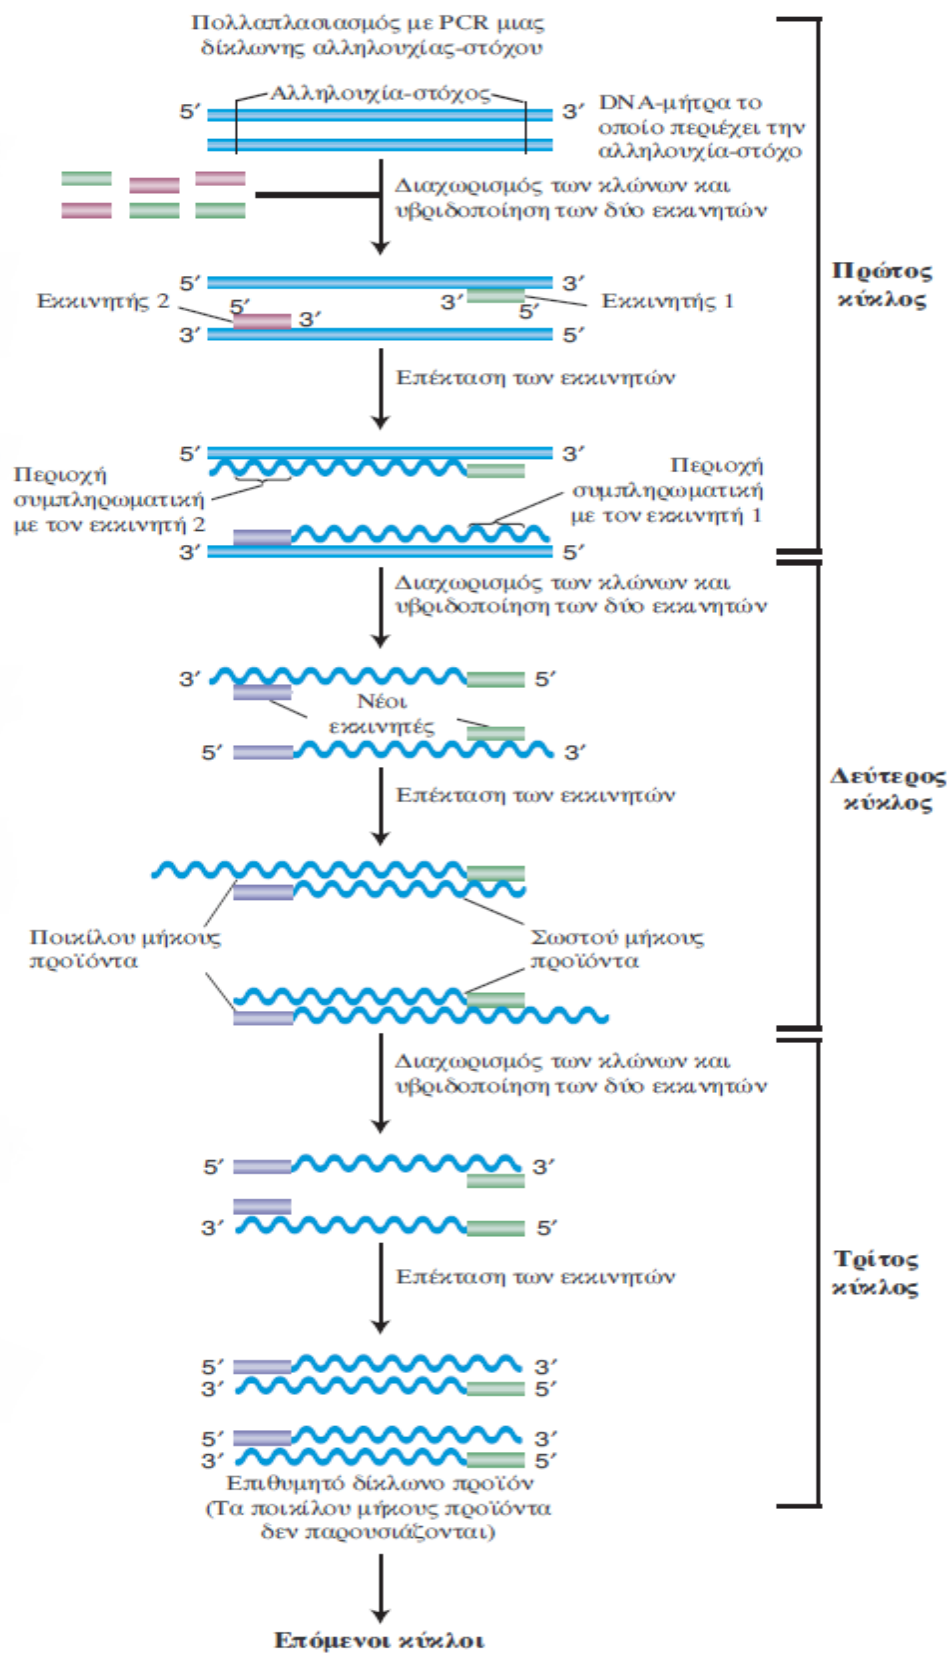 Πολλαπλασιασμός με PCR μιας
δίκλωνης αλληλουχίας-στόχου
Αλληλουχία-στόχος
5′
3′
DNA-μήτρα το
οποίο περιέχει την
αλληλουχία-στόχο
Διαχωρισμός των κλώνων και
υβριδοποίηση των δύο εκκινητών
5′
3′
Εκκινητής 2
5′
3′
3′
5′
Εκκινητής 1
3′
5′
Πρώτος
κύκλος
Επέκταση των εκκινητών
5′
3′
Περιοχή
συμπληρωματική
με τον εκκινητή 2
Περιοχή
συμπληρωματική
με τον εκκινητή 1
3′
5′
Διαχωρισμός των κλώνων και
υβριδοποίηση των δύο εκκινητών
3′
5′
Νέοι
εκκινητές
5′
3′
Δεύτερος
κύκλος
Επέκταση των εκκινητών
Ποικίλου μήκους
προϊόντα
Σωστού μήκους
προϊόντα
Διαχωρισμός των κλώνων και
υβριδοποίηση των δύο εκκινητών
5′
3′
3′
5′
Τρίτος
κύκλος
Επέκταση των εκκινητών
5′
3′
3′
5′
5′
3′
3′
5′
Επιθυμητό δίκλωνο προϊόν
(Τα ποικίλου μήκους προϊόντα
δεν παρουσιάζονται)
Επόμενοι κύκλοι